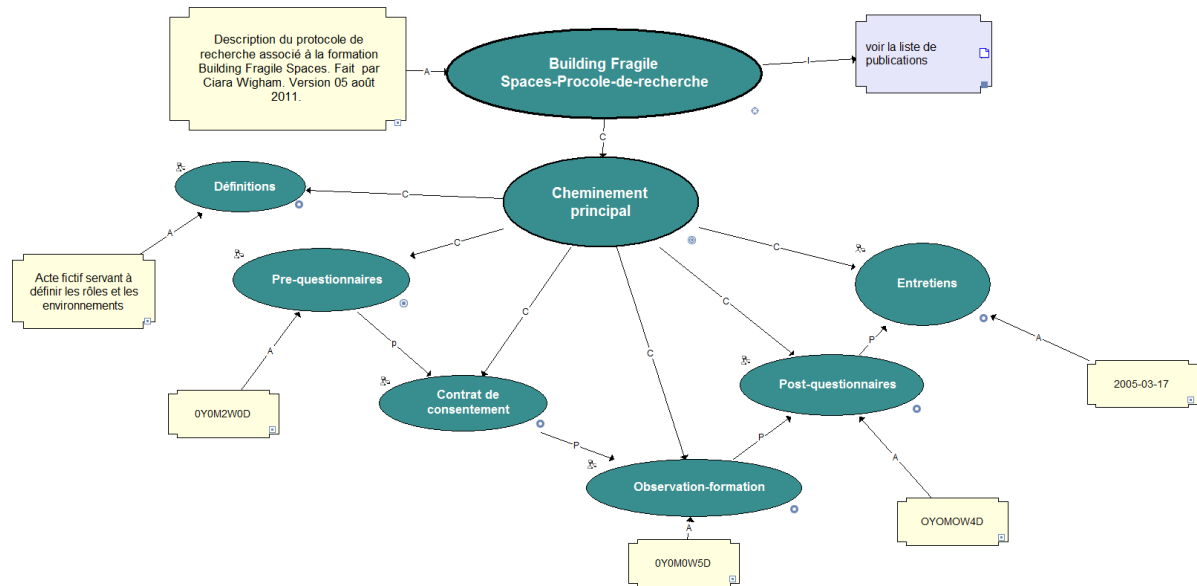 Description du protocole de
recherche associé à la formation
Building Fragile Spaces. Fait par
Ciara Wigham. Version 05 août
2011.
A
Building Fragile
Spaces-Procole-de-recherche
I
voir la liste de
publications
C
Cheminement
principal
C
Définitions
A
Acte fictif servant à
définir les rôles et les
environnements
C
Pre-questionnaires
A
0Y0M2W0D
p
C
Contrat de
consentement
P
C
Observation-formation
A
0Y0M0W5D
P
C
Post-questionnaires
A
OYOMOW4D
P
C
Entretiens
A
2005-03-17